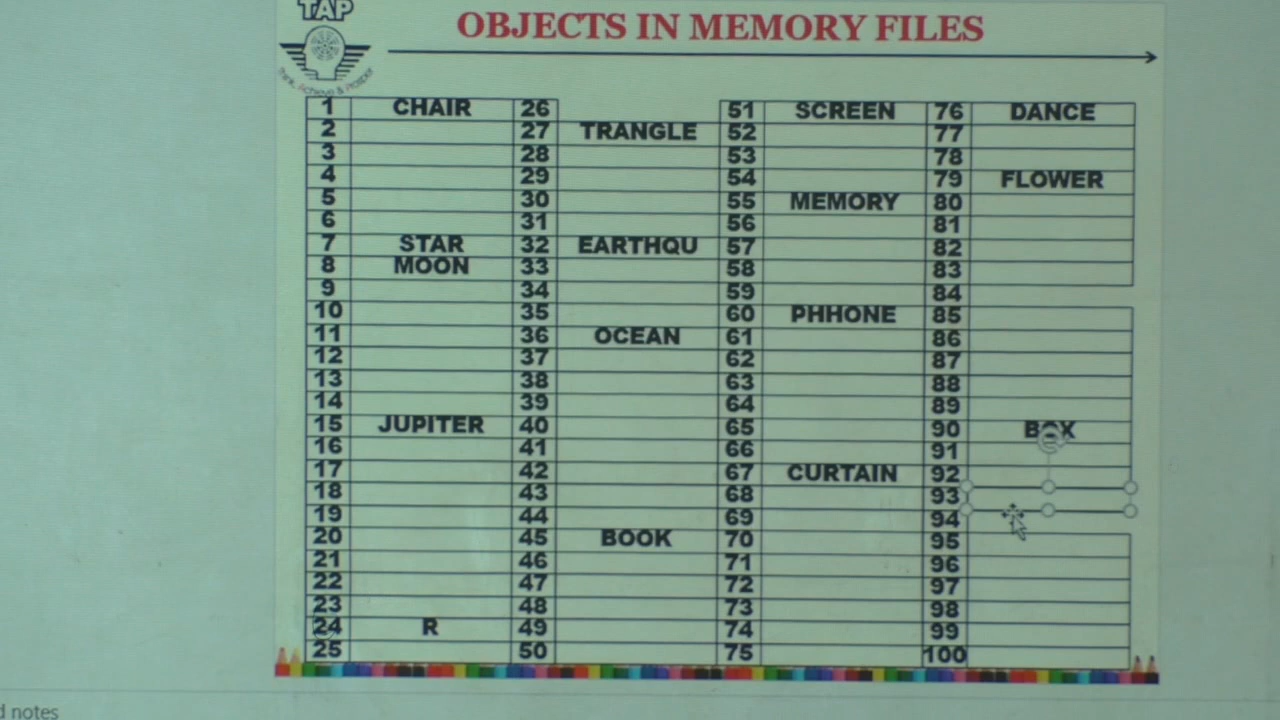 TAP
Think, Achieve & Prosper
OBJECTS IN MEMORY FILES
1 CHAIR 26 51 SCREEN 76 DANCE
2 27 TRANGLE 52 77
3 28 53 78
4 29 54 79 FLOWER
5 30 55 MEMORY 80
6 31 56 81
7 STAR 32 EARTHQU 57 82
8 MOON 33 58 83
9 34 59 84
10 35 60 PHHONE 85
11 36 OCEAN 61 86
12 37 62 87
13 38 63 88
14 39 64 89
15 JUPITER 40 65 90 BOX
16 41 66 91
17 42 67 CURTAIN 92
18 43 68 93
19 44 69 94
20 45 BOOK 70 95
21 46 71 96
22 47 72 97
23 48 73 98
24 R 49 74 99
25 50 75 100
d notes